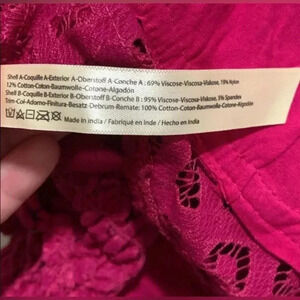 Shell A-Coquille A-Exterior A-Oberstoff A-Conche A : 69% Viscose-Viscosa-Viskose, 19% Nylon
12% Cotton-Coton-Baumwolle-Cotone-Algodón
Shell B-Coquille B-Exterior B-Oberstoff B-Conche B : 95% Viscose-Viscosa-Viskose, 5% Spandex
Trim-Col-Adorno-Finitura-Besatz-Debrum-Remate: 100% Cotton-Coton-Baumwolle-Cotone-Algodón
Made in India / Fabriqué en Inde / Hecho en India